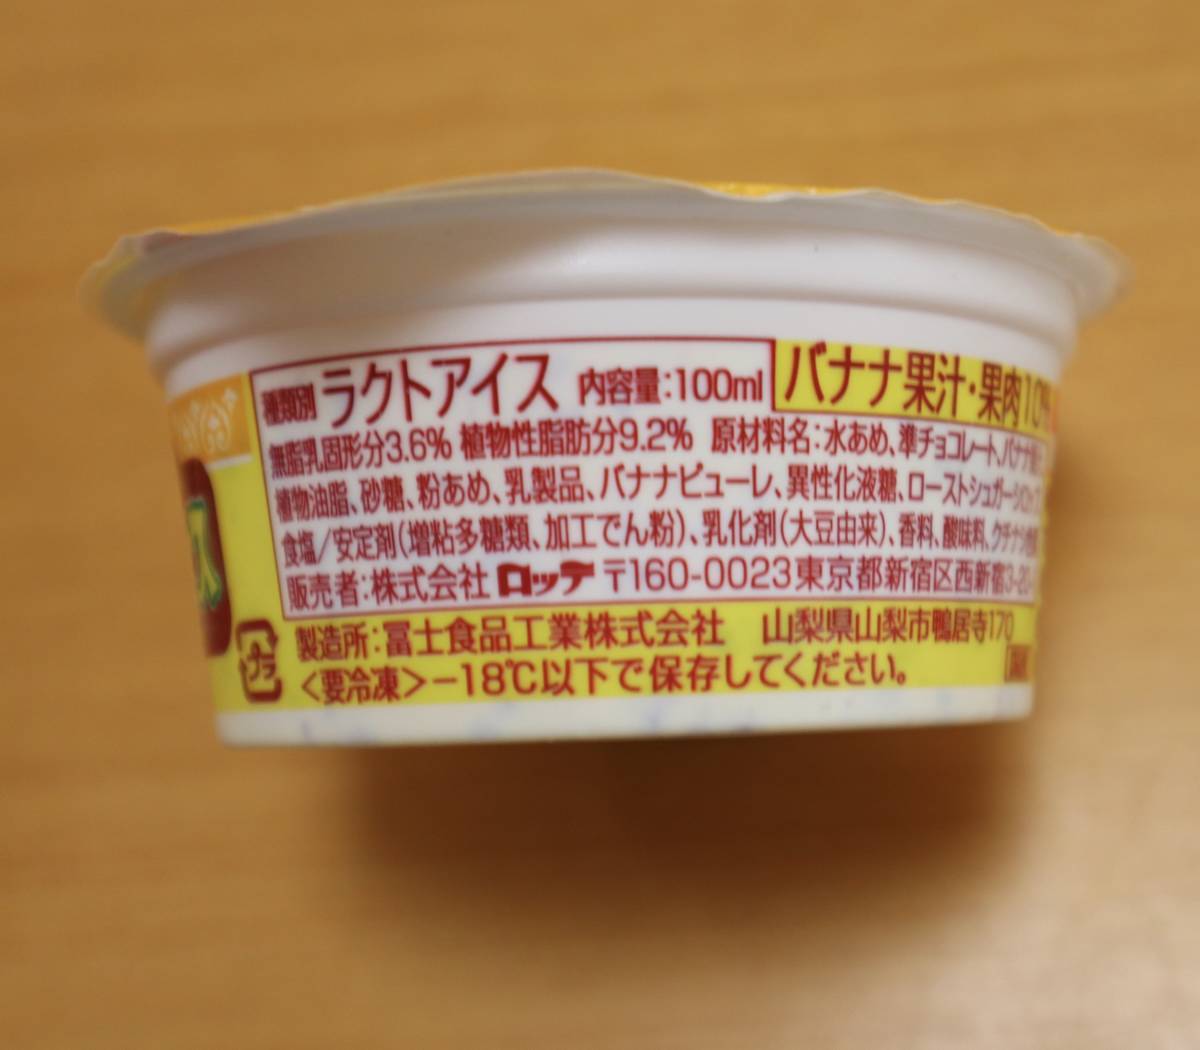 種類別 ラクトアイス 内容量:100ml バナナ果汁・果肉10%
無脂乳固形分3.6% 植物性脂肪分9.2% 原材料名:水あめ、準チョコレート、バナナ
植物油脂、砂糖、粉あめ、乳製品、バナナピューレ、異性化液糖、ローストシュガーシロップ、
食塩/安定剤(増粘多糖類、加工でん粉)、乳化剤(大豆由来)、香料、酸味料、クチナシ
販売者:株式会社 ロッテ 〒160-0023 東京都新宿区西新宿3-20-
製造所:冨士食品工業株式会社 山梨県山梨市鴨居寺170
プラ <要冷凍>−18℃以下で保存してください。